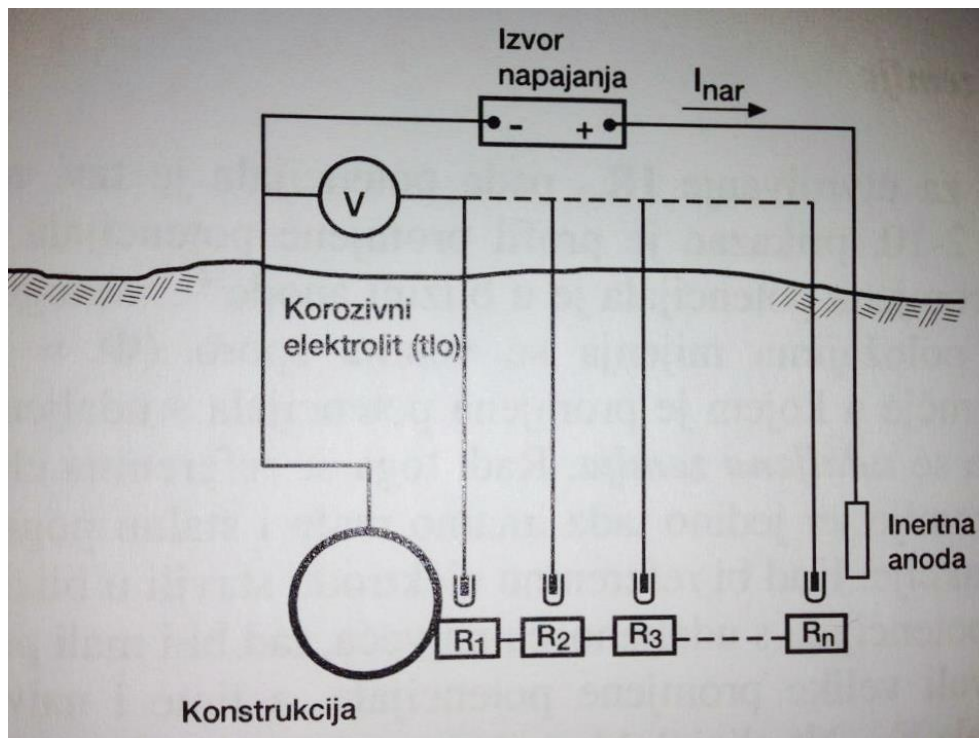 Izvor
napajanja
I nar
- +
V
Korozivni
elektrolit (tlo)
Inertna
anoda
R1 R2 R3 Rn
Konstrukcija